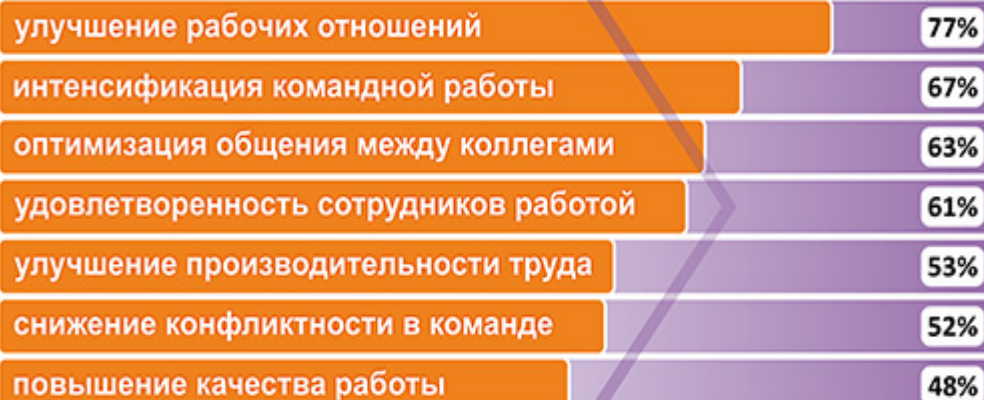 улучшение рабочих отношений 77%
интенсификация командной работы 67%
оптимизация общения между коллегами 63%
удовлетворенность сотрудников работой 61%
улучшение производительности труда 53%
снижение конфликтности в команде 52%
повышение качества работы 48%